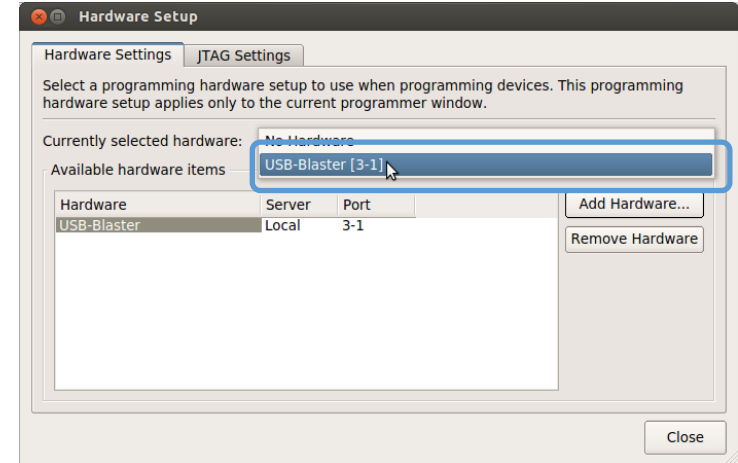 Hardware Setup
Hardware Settings JTAG Settings
Select a programming hardware setup to use when programming devices. This programming
hardware setup applies only to the current programmer window.
Currently selected hardware: No Hardware
USB-Blaster [3-1]
Available hardware items
Hardware Server Port
USB-Blaster Local 3-1
Add Hardware...
Remove Hardware
Close